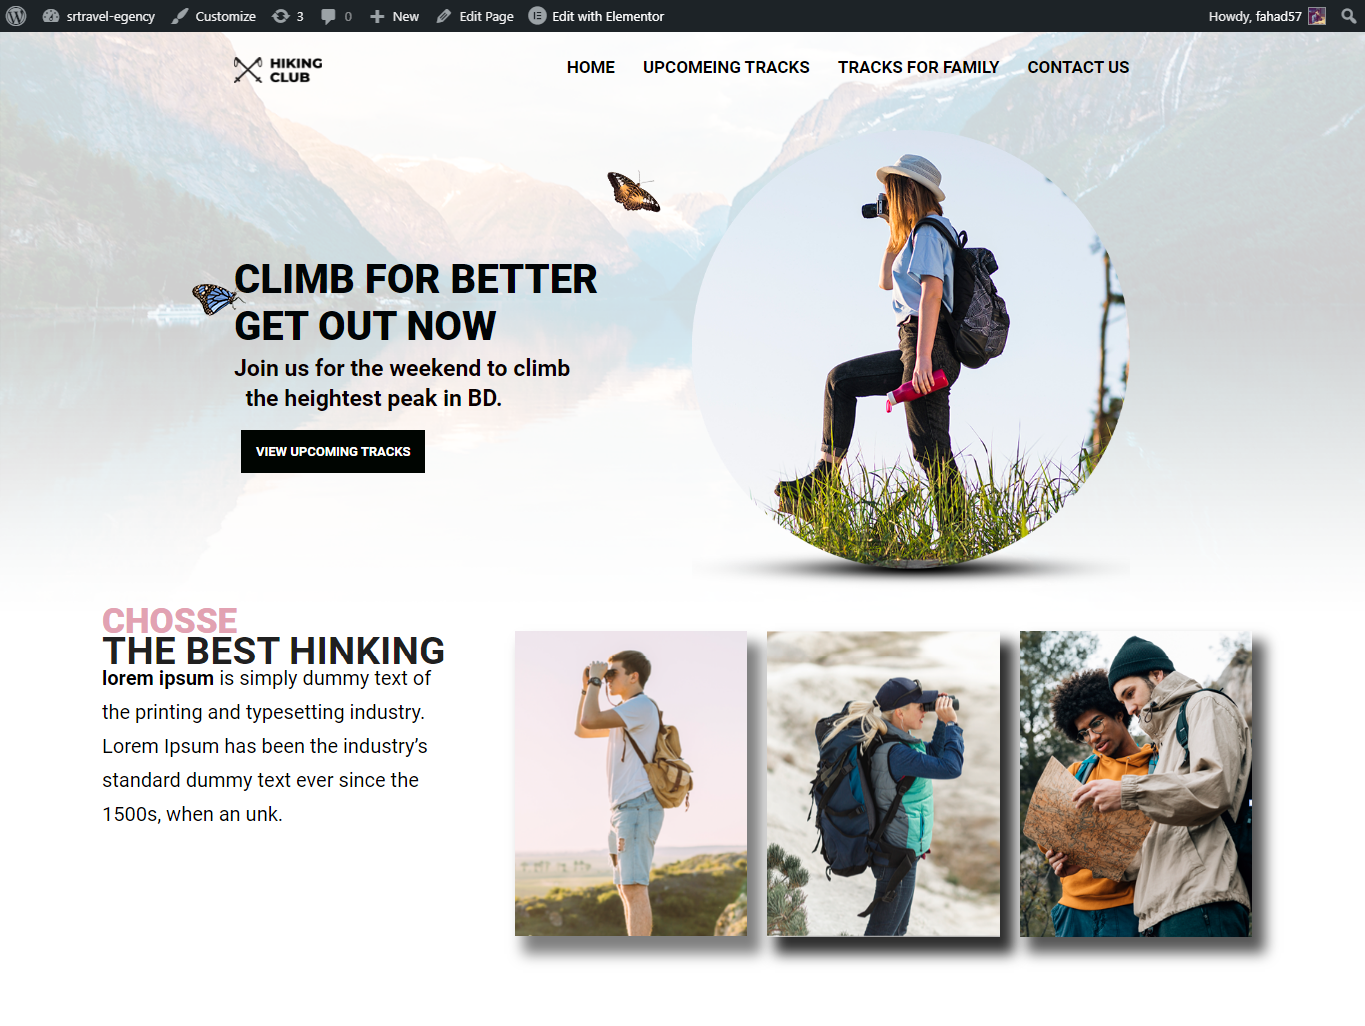 srtravel-egency Customize 3 0 New Edit Page Edit with Elementor Howdy, fahad57
HIKING
CLUB
HOME UPCOMEING TRACKS TRACKS FOR FAMILY CONTACT US
CLIMB FOR BETTER
GET OUT NOW
Join us for the weekend to climb
the heightest peak in BD.
VIEW UPCOMING TRACKS
CHOSSE
THE BEST HINKING
lorem ipsum is simply dummy text of
the printing and typesetting industry.
Lorem Ipsum has been the industry’s
standard dummy text ever since the
1500s, when an unk.